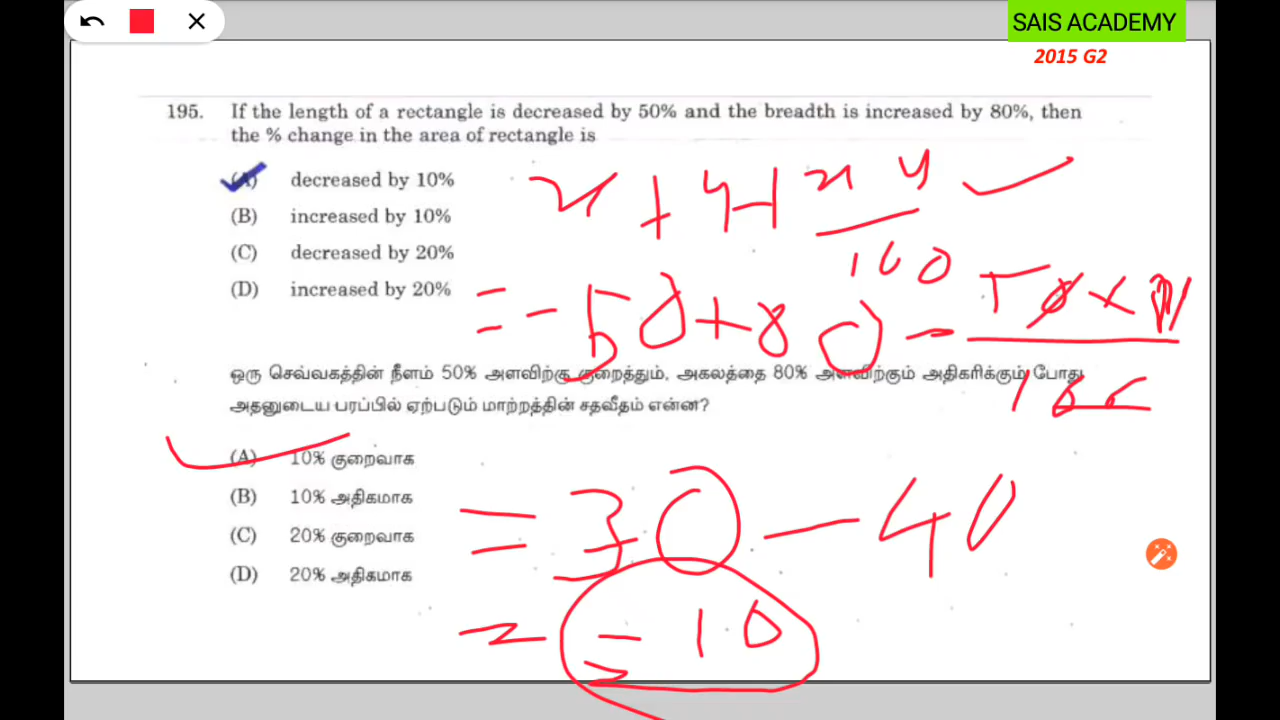 SAIS ACADEMY
2015 G2
195. If the length of a rectangle is decreased by 50% and the breadth is increased by 80%, then
the % change in the area of rectangle is
(A) decreased by 10%
(B) increased by 10%
(C) decreased by 20%
(D) increased by 20%
x + y + xy/100
= -50 + 80 -
ஒரு செவ்வகத்தின் நீளம் 50% அளவிற்கு குறைத்தும், அகலத்தை 80% அளவிற்கும் அதிகரிக்கும் போது
அதனுடைய பரப்பில் ஏற்படும் மாற்றத்தின் சதவீதம் என்ன?
(A) 10% குறைவாக
(B) 10% அதிகமாக
(C) 20% குறைவாக
(D) 20% அதிகமாக
= 30 - 40
= -10